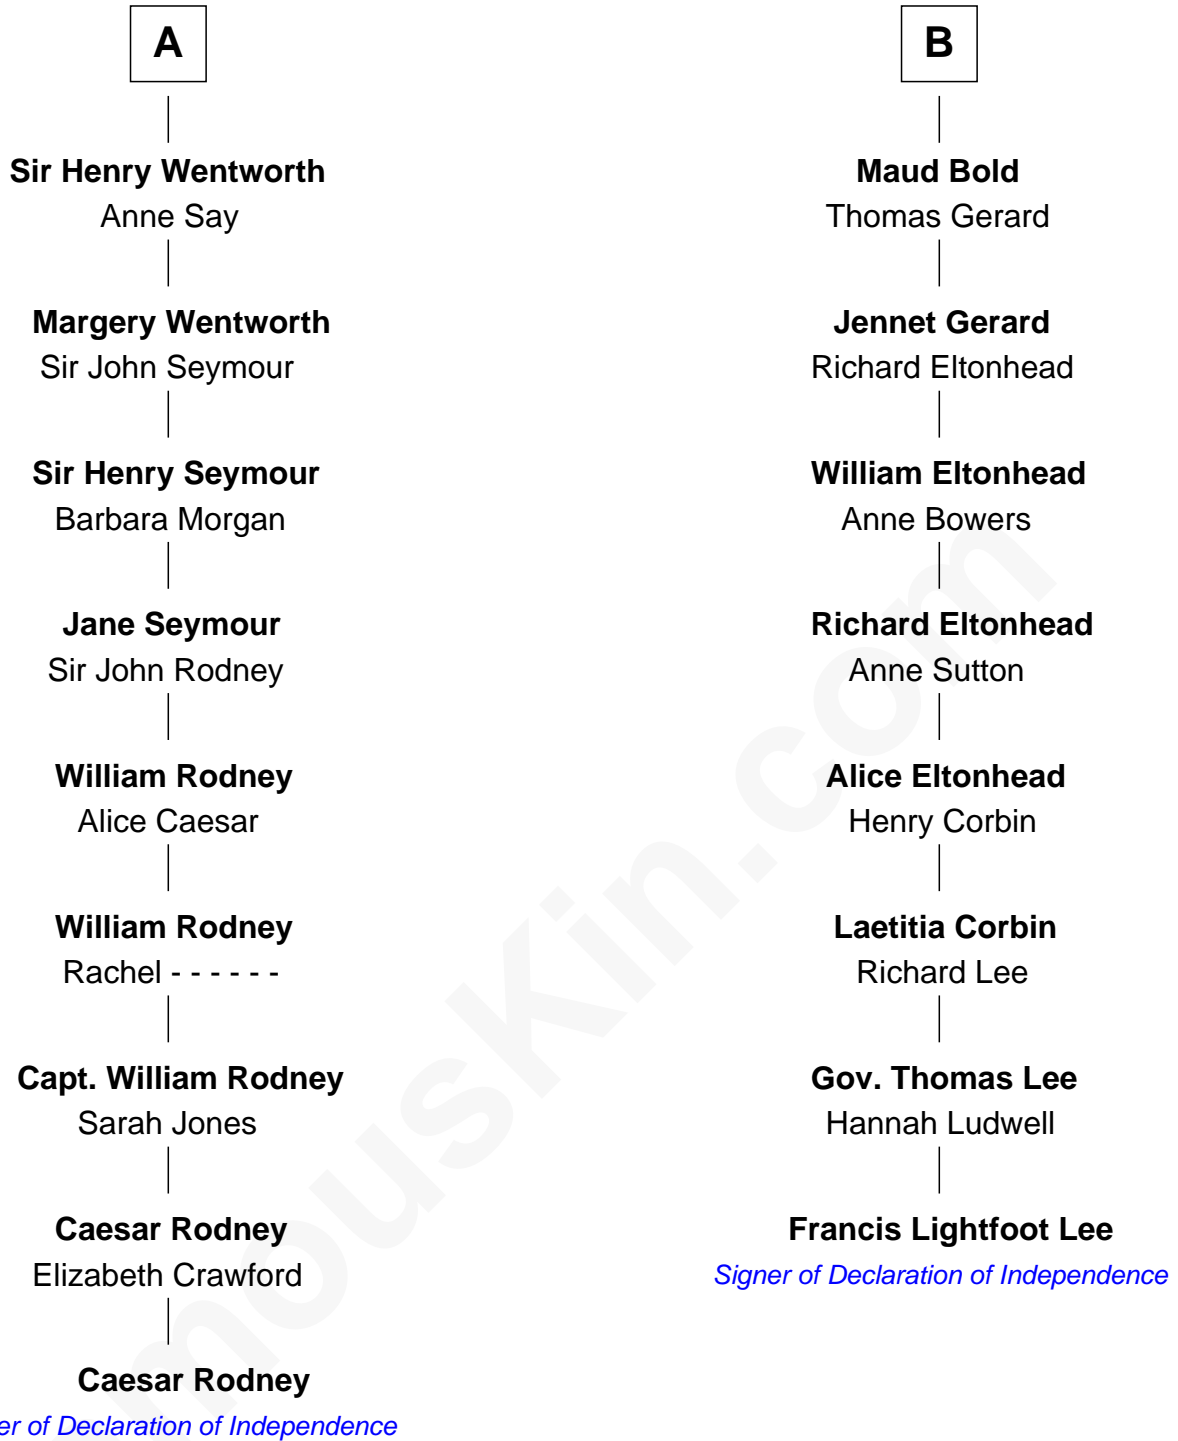 A
Sir Henry Wentworth
Anne Say
Margery Wentworth
Sir John Seymour
Sir Henry Seymour
Barbara Morgan
Jane Seymour
Sir John Rodney
William Rodney
Alice Caesar
William Rodney
Rachel - - - - - -
Capt. William Rodney
Sarah Jones
Caesar Rodney
Elizabeth Crawford
Caesar Rodney
er of Declaration of Independence
B
Maud Bold
Thomas Gerard
Jennet Gerard
Richard Eltonhead
William Eltonhead
Anne Bowers
Richard Eltonhead
Anne Sutton
Alice Eltonhead
Henry Corbin
Laetitia Corbin
Richard Lee
Gov. Thomas Lee
Hannah Ludwell
Francis Lightfoot Lee
Signer of Declaration of Independence
mouskin.com